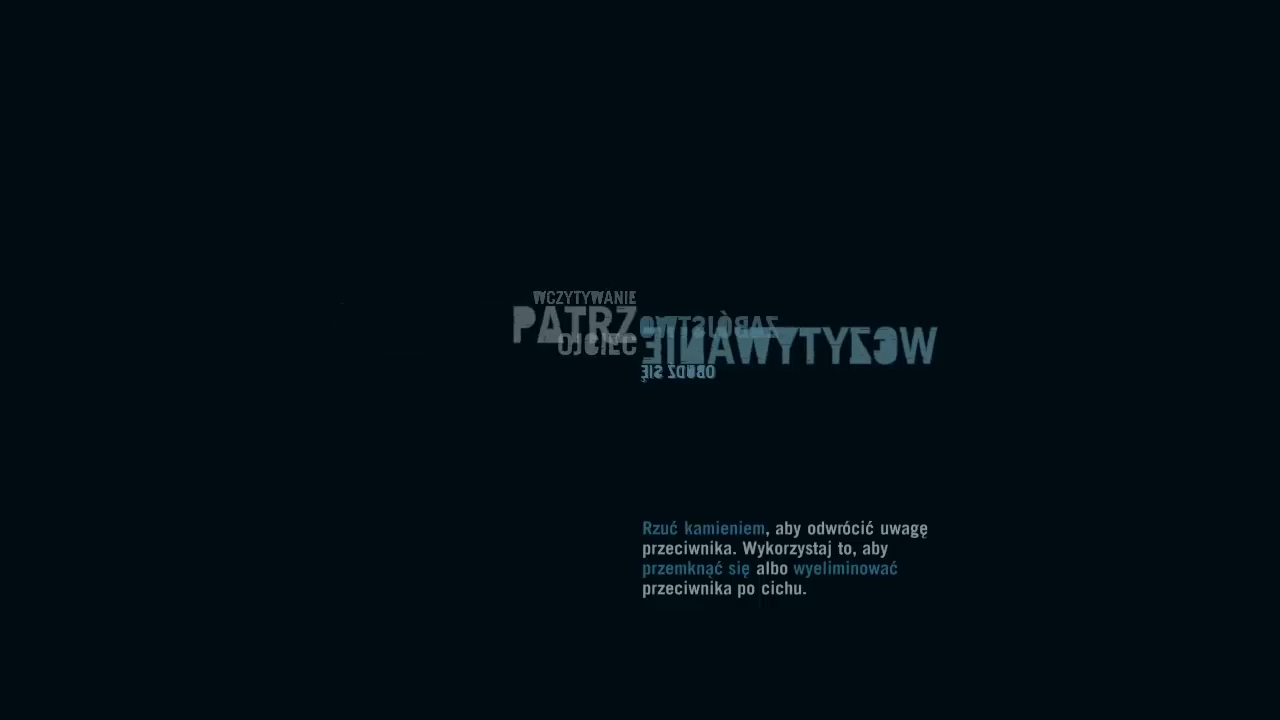 WCZYTYWANIE
PATRZ
OJCIEC
ZABÓJSTWO
WCZYTYWANIE
OBUDŹ SIĘ
Rzuć kamieniem, aby odwrócić uwagę
przeciwnika. Wykorzystaj to, aby
przemknąć się albo wyeliminować
przeciwnika po cichu.